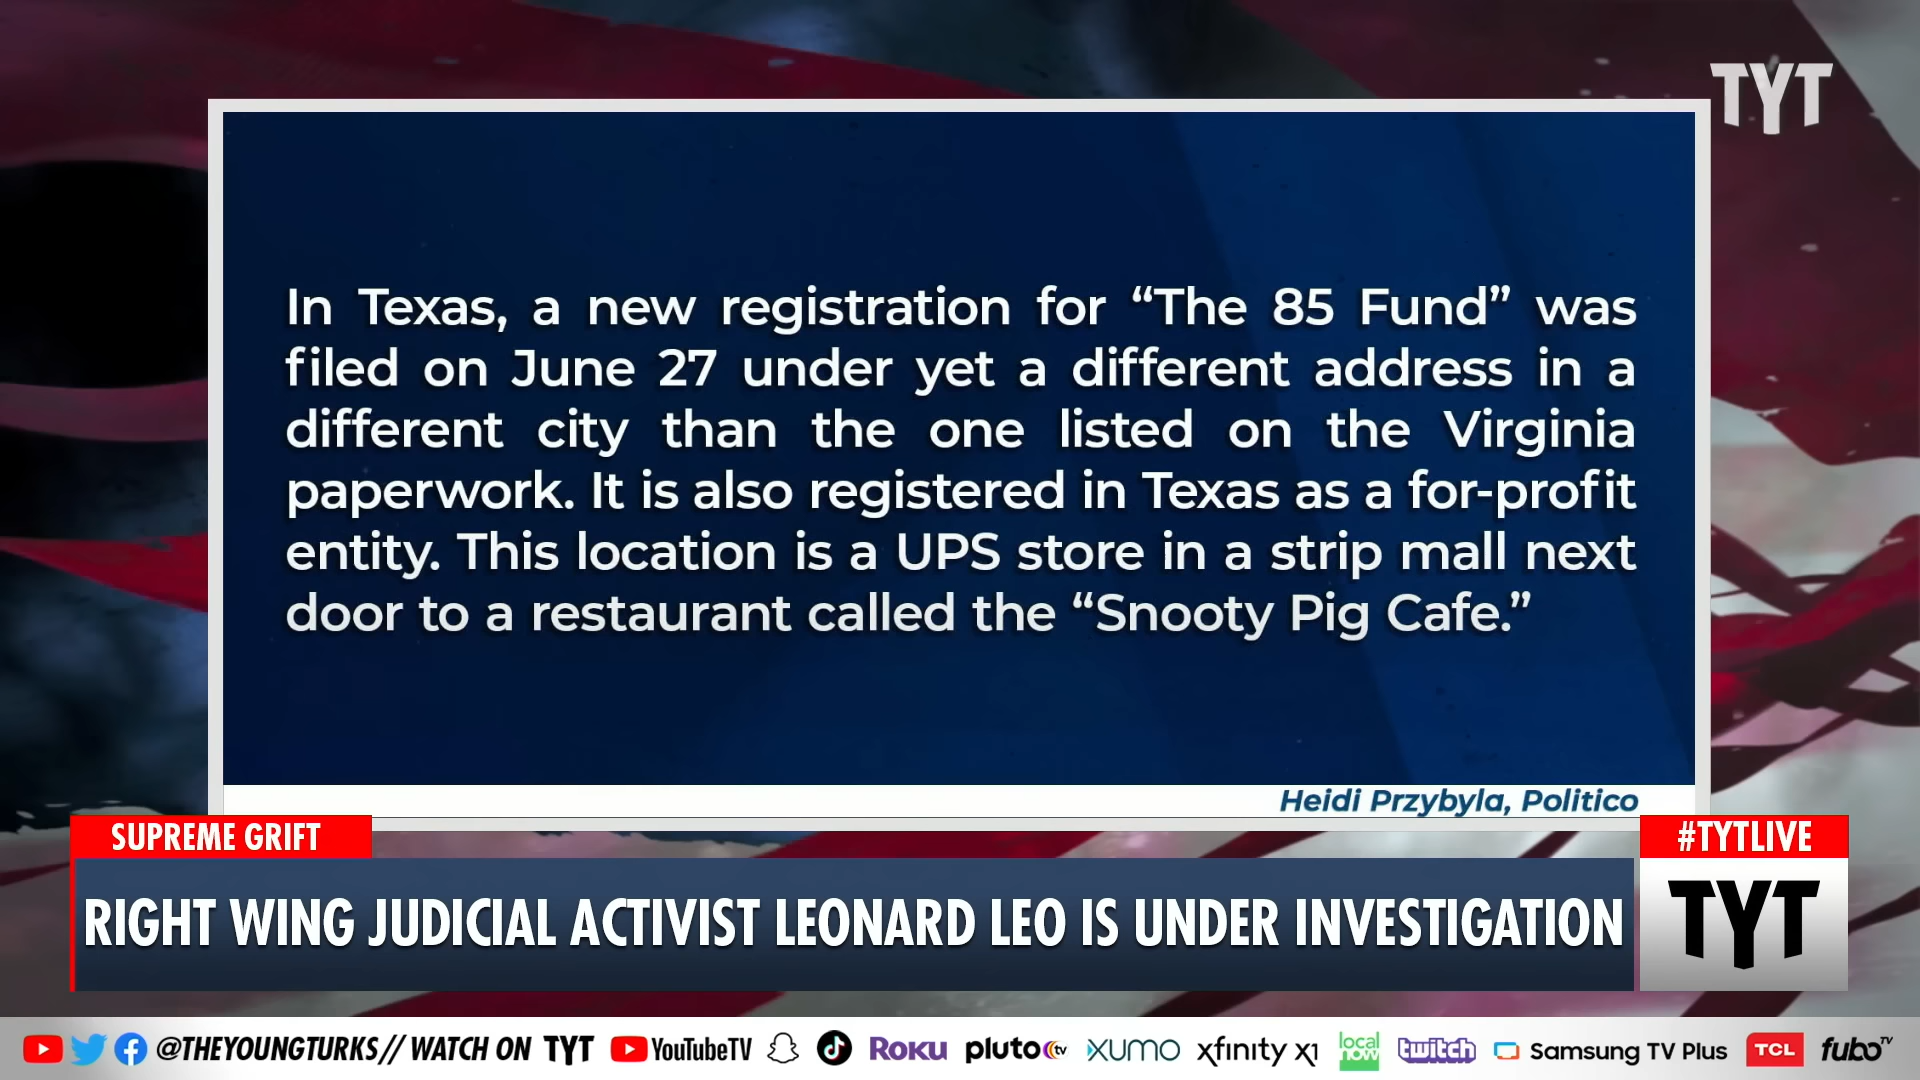 TYT
In Texas, a new registration for “The 85 Fund” was
filed on June 27 under yet a different address in a
different city than the one listed on the Virginia
paperwork. It is also registered in Texas as a for-profit
entity. This location is a UPS store in a strip mall next
door to a restaurant called the “Snooty Pig Cafe.”
Heidi Przybyla, Politico
SUPREME GRIFT
#TYTLIVE
RIGHT WING JUDICIAL ACTIVIST LEONARD LEO IS UNDER INVESTIGATION
TYT
@THEYOUNGTURKS// WATCH ON TYT YouTubeTV ROKU pluto tv XUMO xfinity X1 local now twitch Samsung TV Plus TCL fubo TV